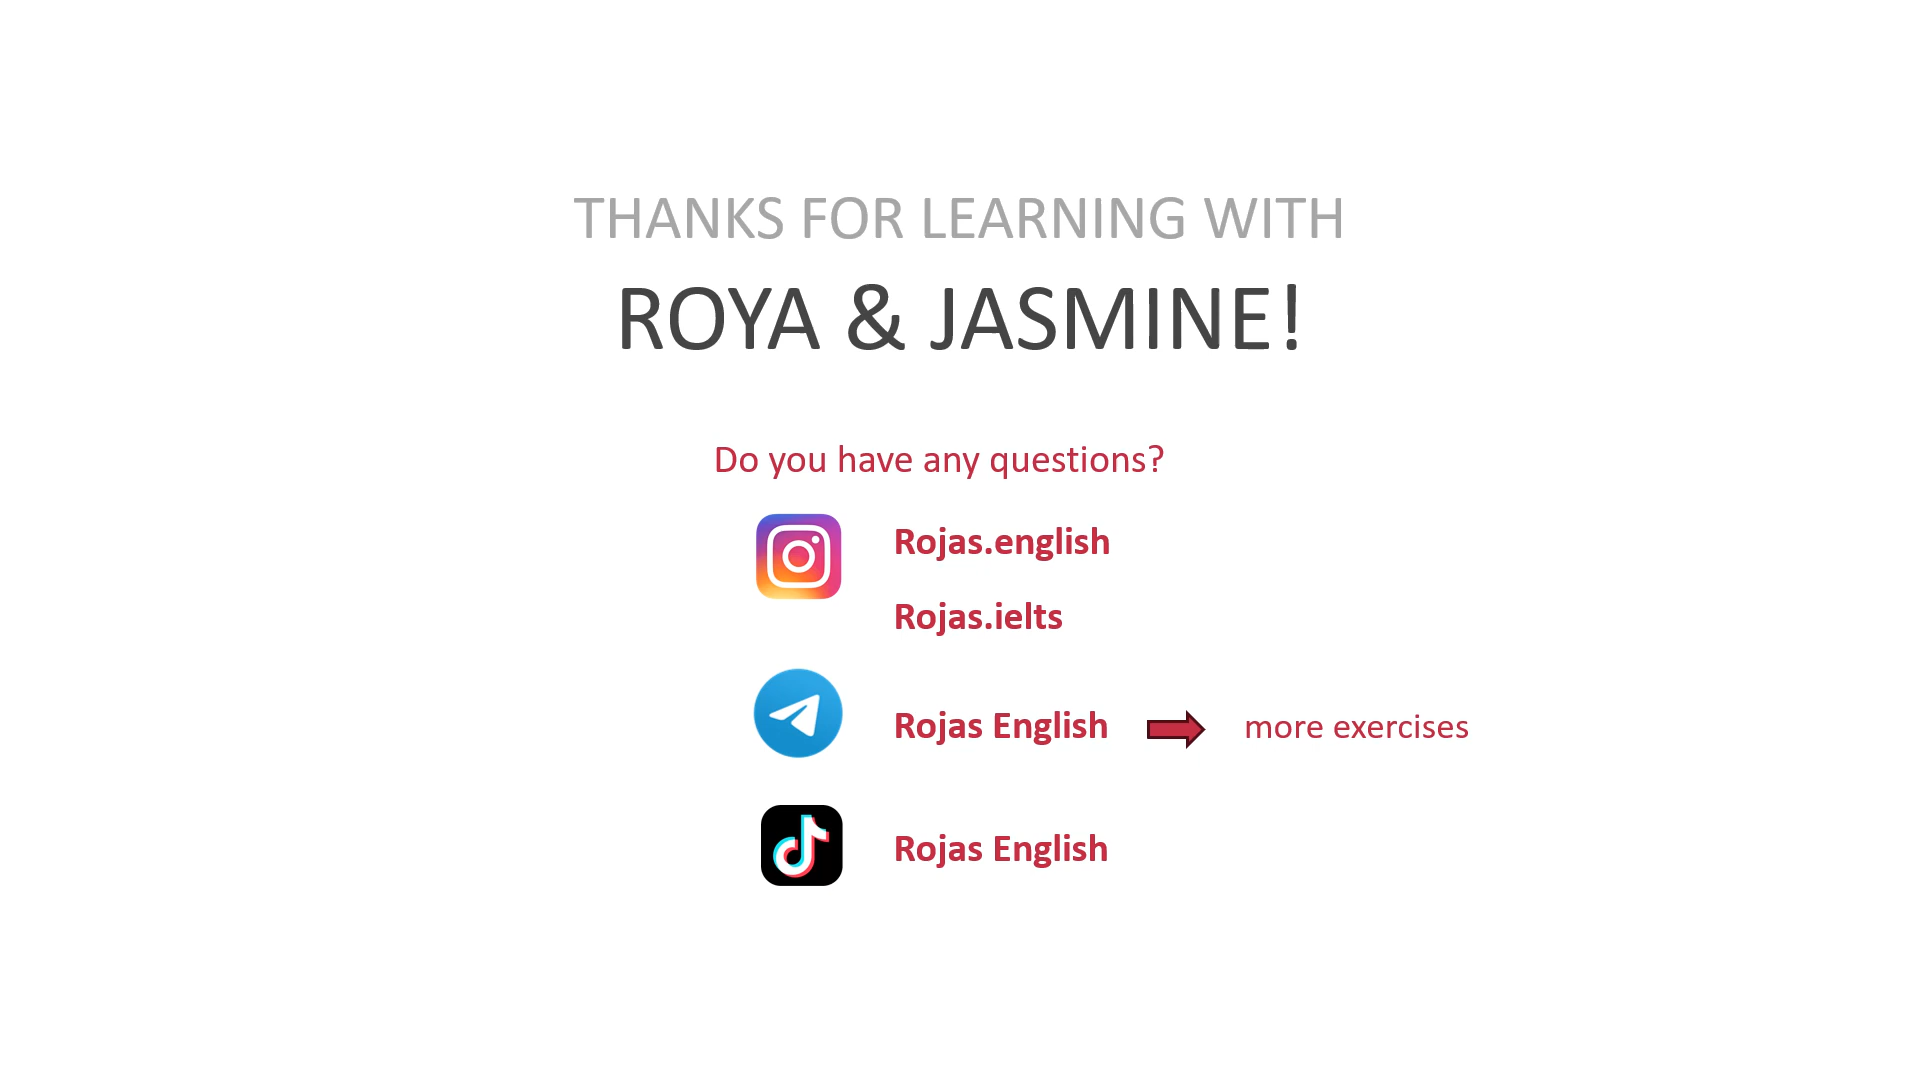 THANKS FOR LEARNING WITH
ROYA & JASMINE!
Do you have any questions?
Rojas.english
Rojas.ielts
Rojas English more exercises
Rojas English